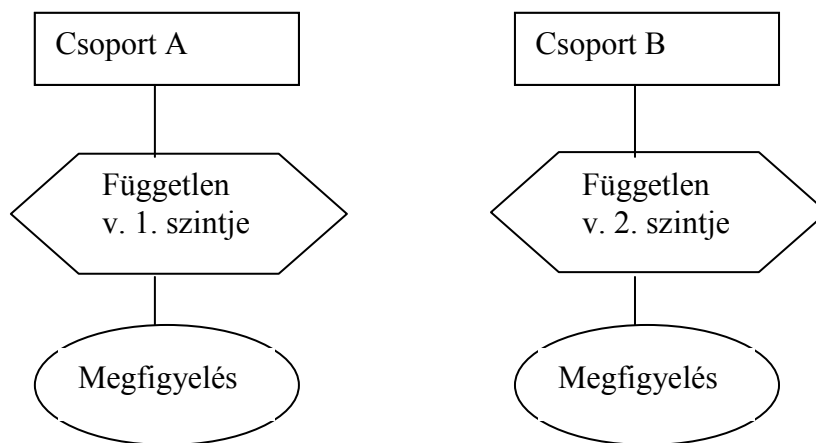 Csoport A
Csoport B
Független
v. 1. szintje
Független
v. 2. szintje
Megfigyelés
Megfigyelés